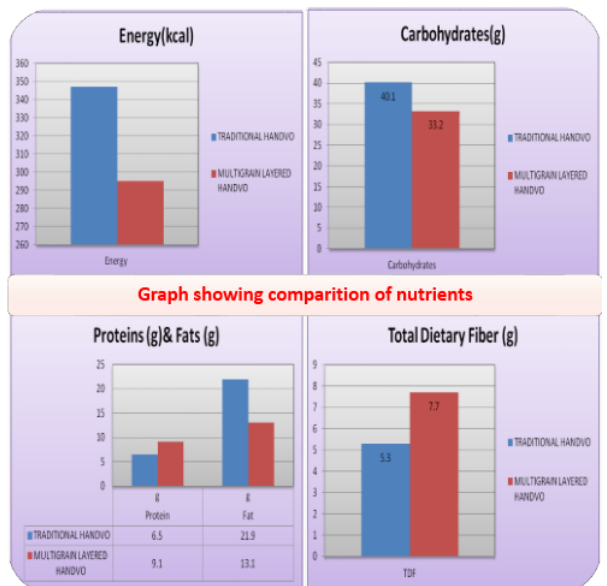 Energy(kcal)
360
350
340
330
320
310
300
290
280
270
260
Energy
TRADITIONAL HANDVO
MULTIGRAIN LAYERED
HANDVO
Carbohydrates(g)
45
40
35
30
25
20
15
10
5
0
40.1
33.2
Carbohydrates
TRADITIONAL HANDVO
MULTIGRAIN LAYERED
HANDVO
Graph showing comparition of nutrients
Proteins (g)& Fats (g)
25
20
15
10
5
0
g g
Protein Fat
TRADITIONAL HANDVO 6.5 21.9
MULTIGRAIN LAYERED
HANDVO 9.1 13.1
Total Dietary Fiber (g)
9
8
7
6
5
4
3
2
1
0
5.3
7.7
TDF
TRADITIONAL HANDVO
MULTIGRAIN LAYERED
HANDVO